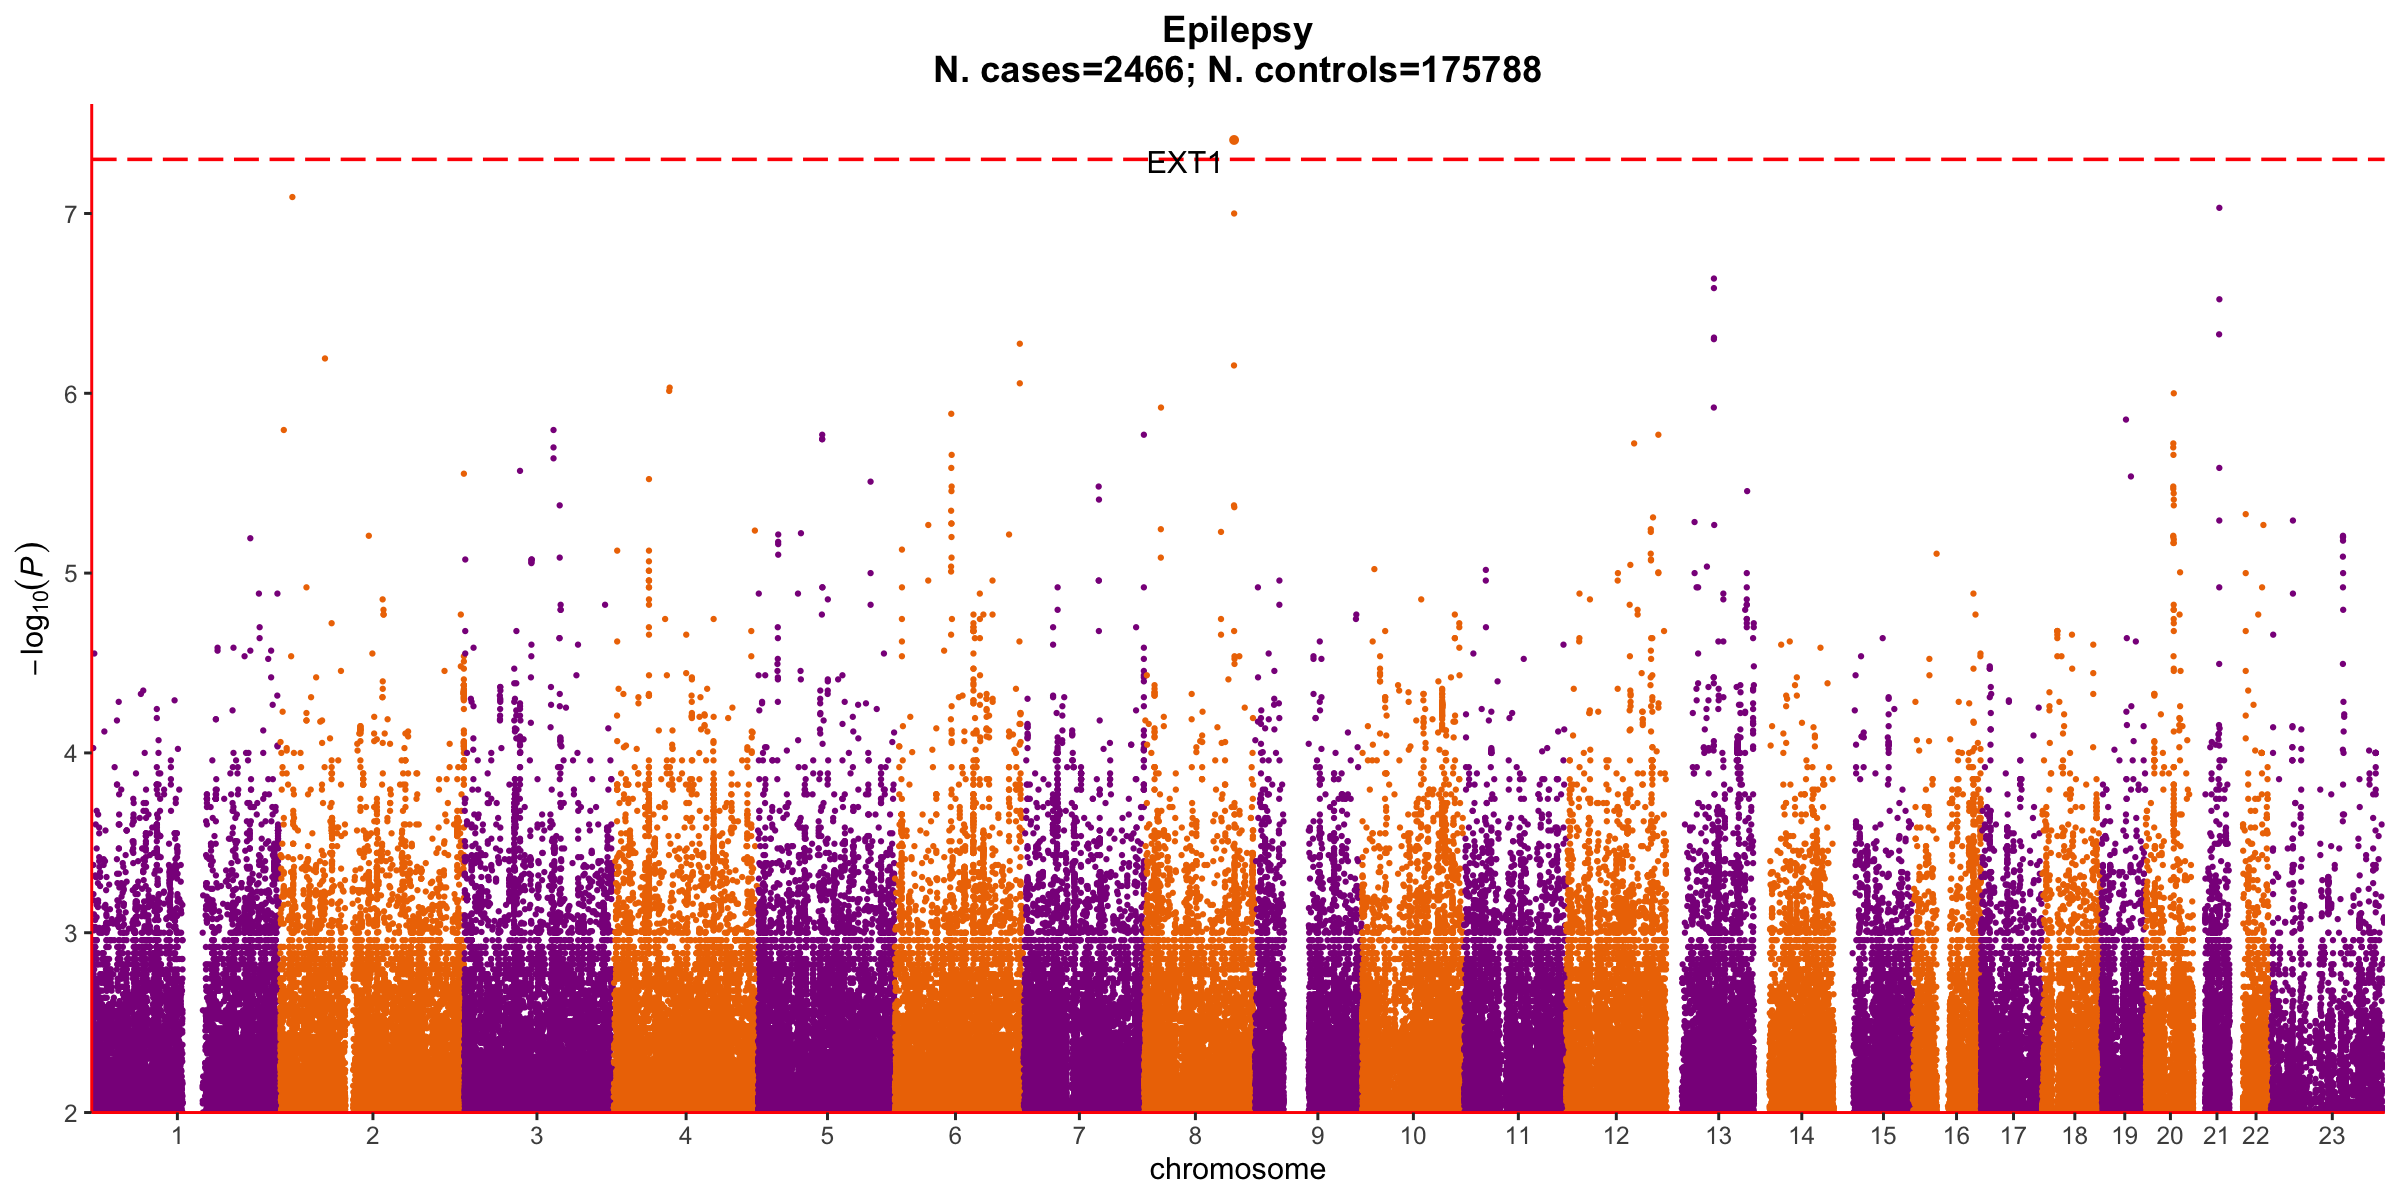 Epilepsy
N. cases=2466; N. controls=175788
EXT1
7
6
5
4
3
2
−log10(P)
1 2 3 4 5 6 7 8 9 10 11 12 13 14 15 16 17 18 19 20 21 22 23
chromosome